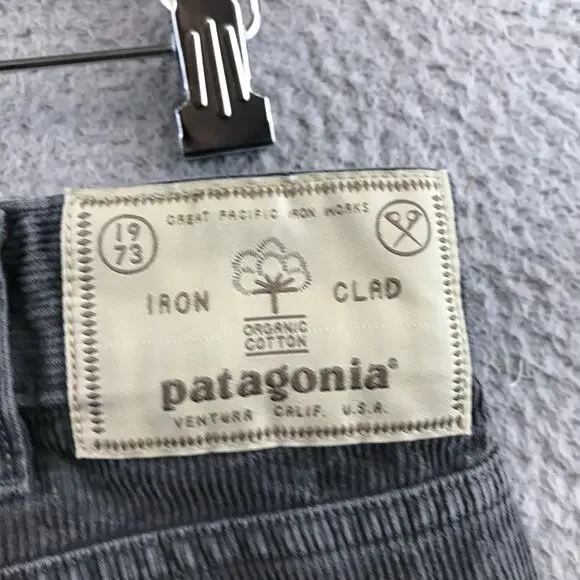 GREAT PACIFIC IRON WORKS
19
73
IRON CLAD
ORGANIC
COTTON
patagonia®
VENTURA CALIF. U.S.A.